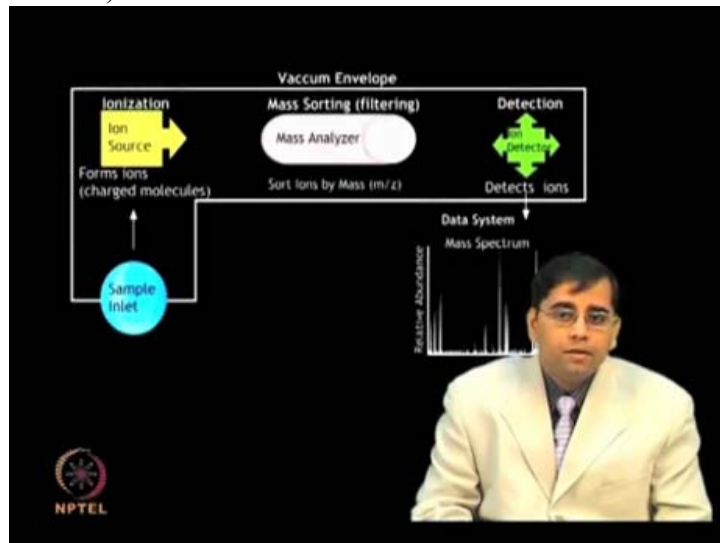 )
Vaccum Envelope
Ionization
Mass Sorting (filtering)
Detection
Ion
Source
Mass Analyzer
Ion
Detector
Forms ions
(charged molecules)
Sort Ions by Mass (m/z)
Detects ions
Data System
Mass Spectrum
Relative Abundance
Sample
Inlet
NPTEL